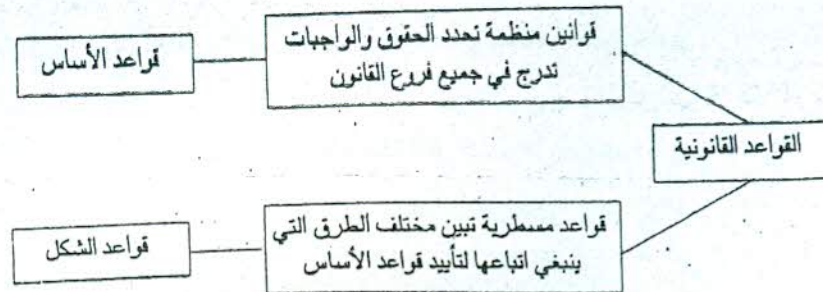 القواعد القانونية
قوانين منظمة تحدد الحقوق والواجبات
تدرج في جميع فروع القانون
قواعد الأساس
قواعد مسطرية تبين مختلف الطرق التي
ينبغي اتباعها لتأييد قواعد الأساس
قواعد الشكل